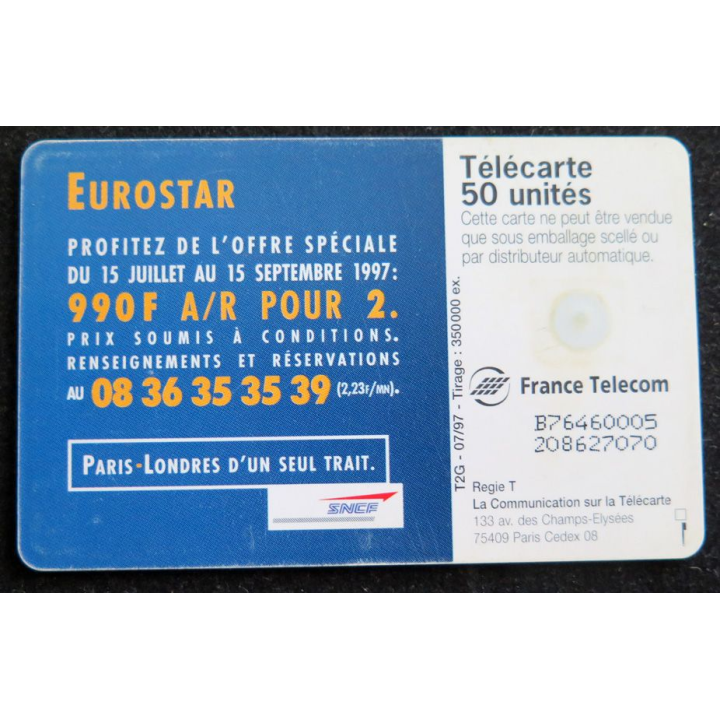 EUROSTAR
PROFITEZ DE L'OFFRE SPÉCIALE
DU 15 JUILLET AU 15 SEPTEMBRE 1997:
990F A/R POUR 2.
PRIX SOUMIS À CONDITIONS.
RENSEIGNEMENTS ET RÉSERVATIONS
AU 08 36 35 35 39 (2,23F/MN).
PARIS-LONDRES D'UN SEUL TRAIT.
SNCF
T2G - 07/97 - Tirage : 350000 ex.
Télécarte
50 unités
Cette carte ne peut être vendue
que sous emballage scellé ou
par distributeur automatique.
France Telecom
B76460005
208627070
Regie T
La Communication sur la Télécarte
133 av. des Champs-Elysées
75409 Paris Cedex 08